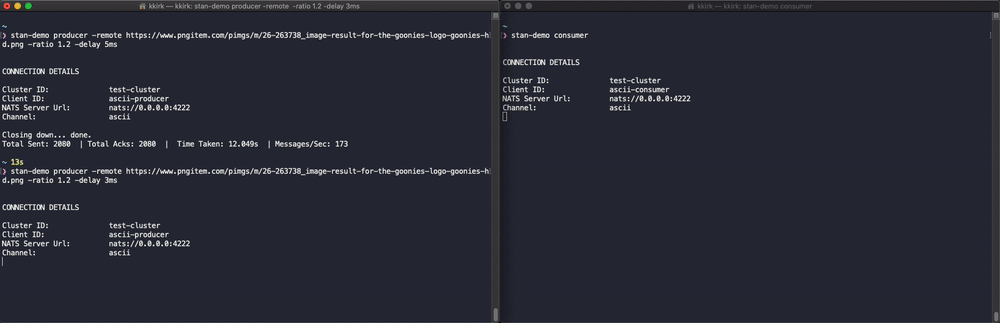 kkirk — kkirk: stan-demo producer -remote -ratio 1.2 -delay 3ms
~
❯ stan-demo producer -remote https://www.pngitem.com/pimgs/m/26-263738_image-result-for-the-goonies-logo-goonies-h
d.png -ratio 1.2 -delay 5ms
CONNECTION DETAILS
Cluster ID: test-cluster
Client ID: ascii-producer
NATS Server Url: nats://0.0.0.0:4222
Channel: ascii
Closing down... done.
Total Sent: 2080 | Total Acks: 2080 | Time Taken: 12.049s | Messages/Sec: 173
~ 13s
❯ stan-demo producer -remote https://www.pngitem.com/pimgs/m/26-263738_image-result-for-the-goonies-logo-goonies-h
d.png -ratio 1.2 -delay 3ms
CONNECTION DETAILS
Cluster ID: test-cluster
Client ID: ascii-producer
NATS Server Url: nats://0.0.0.0:4222
Channel: ascii
kkirk — kkirk: stan-demo consumer
~
❯ stan-demo consumer
CONNECTION DETAILS
Cluster ID: test-cluster
Client ID: ascii-consumer
NATS Server Url: nats://0.0.0.0:4222
Channel: ascii